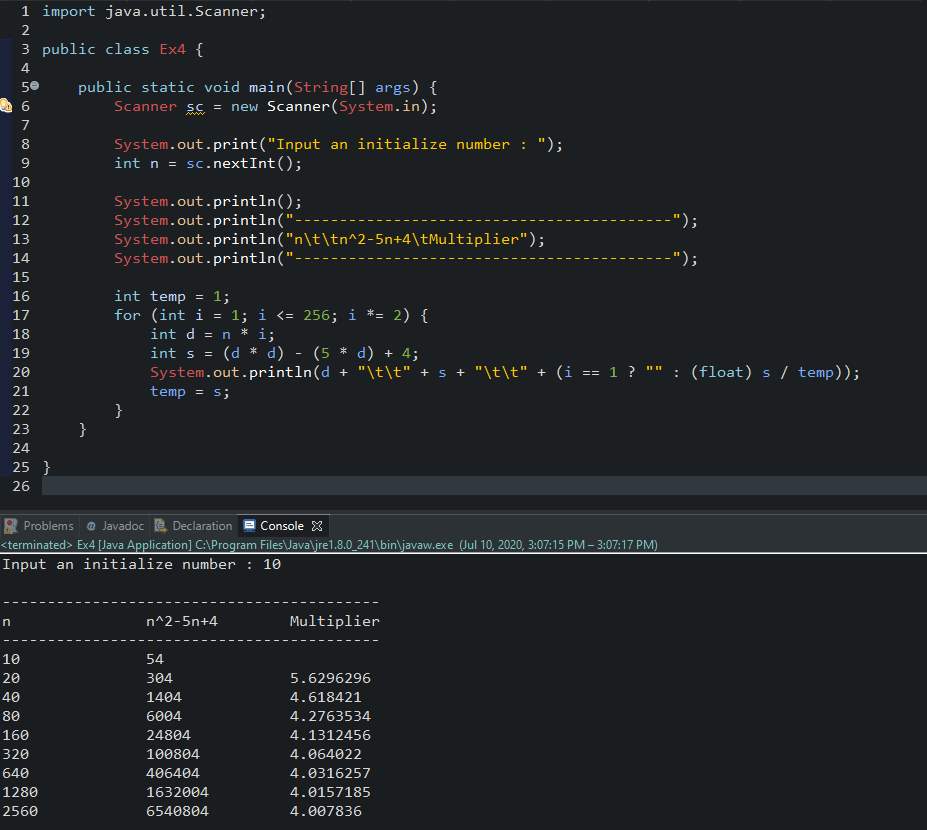 1 import java.util.Scanner;
2
3 public class Ex4 {
4
5 public static void main(String[] args) {
6 Scanner sc = new Scanner(System.in);
7
8 System.out.print("Input an initialize number : ");
9 int n = sc.nextInt();
10
11 System.out.println();
12 System.out.println("------------------------------------------");
13 System.out.println("n\t\tn^2-5n+4\tMultiplier");
14 System.out.println("------------------------------------------");
15
16 int temp = 1;
17 for (int i = 1; i <= 256; i *= 2) {
18 int d = n * i;
19 int s = (d * d) - (5 * d) + 4;
20 System.out.println(d + "\t\t" + s + "\t\t" + (i == 1 ? "" : (float) s / temp));
21 temp = s;
22 }
23 }
24
25 }
26
Problems @ Javadoc Declaration Console
<terminated> Ex4 [Java Application] C:\Program Files\Java\jre1.8.0_241\bin\javaw.exe (Jul 10, 2020, 3:07:15 PM – 3:07:17 PM)
Input an initialize number : 10
------------------------------------------
n n^2-5n+4 Multiplier
------------------------------------------
10 54
20 304 5.6296296
40 1404 4.618421
80 6004 4.2763534
160 24804 4.1312456
320 100804 4.064022
640 406404 4.0316257
1280 1632004 4.0157185
2560 6540804 4.007836